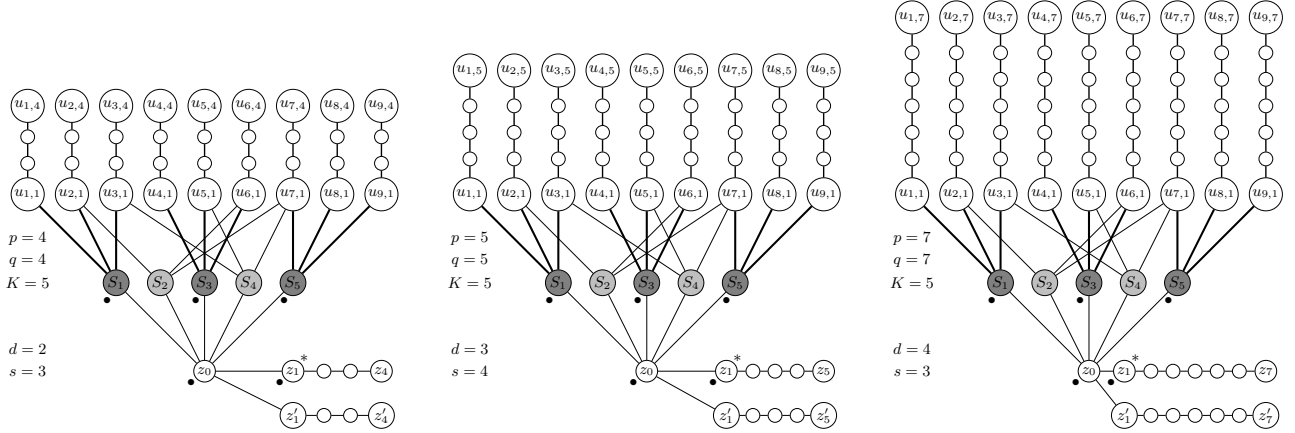 u1,4 u2,4 u3,4 u4,4 u5,4 u6,4 u7,4 u8,4 u9,4
u1,1 u2,1 u3,1 u4,1 u5,1 u6,1 u7,1 u8,1 u9,1
p = 4
q = 4
K = 5 S1 S2 S3 S4 S5
d = 2
s = 3 z0 z1 * z4
z′1 z′4
u1,5 u2,5 u3,5 u4,5 u5,5 u6,5 u7,5 u8,5 u9,5
u1,1 u2,1 u3,1 u4,1 u5,1 u6,1 u7,1 u8,1 u9,1
p = 5
q = 5
K = 5 S1 S2 S3 S4 S5
d = 3
s = 4 z0 z1 * z5
z′1 z′5
u1,7 u2,7 u3,7 u4,7 u5,7 u6,7 u7,7 u8,7 u9,7
u1,1 u2,1 u3,1 u4,1 u5,1 u6,1 u7,1 u8,1 u9,1
p = 7
q = 7
K = 5 S1 S2 S3 S4 S5
d = 4
s = 3 z0 z1 * z7
z′1 z′7